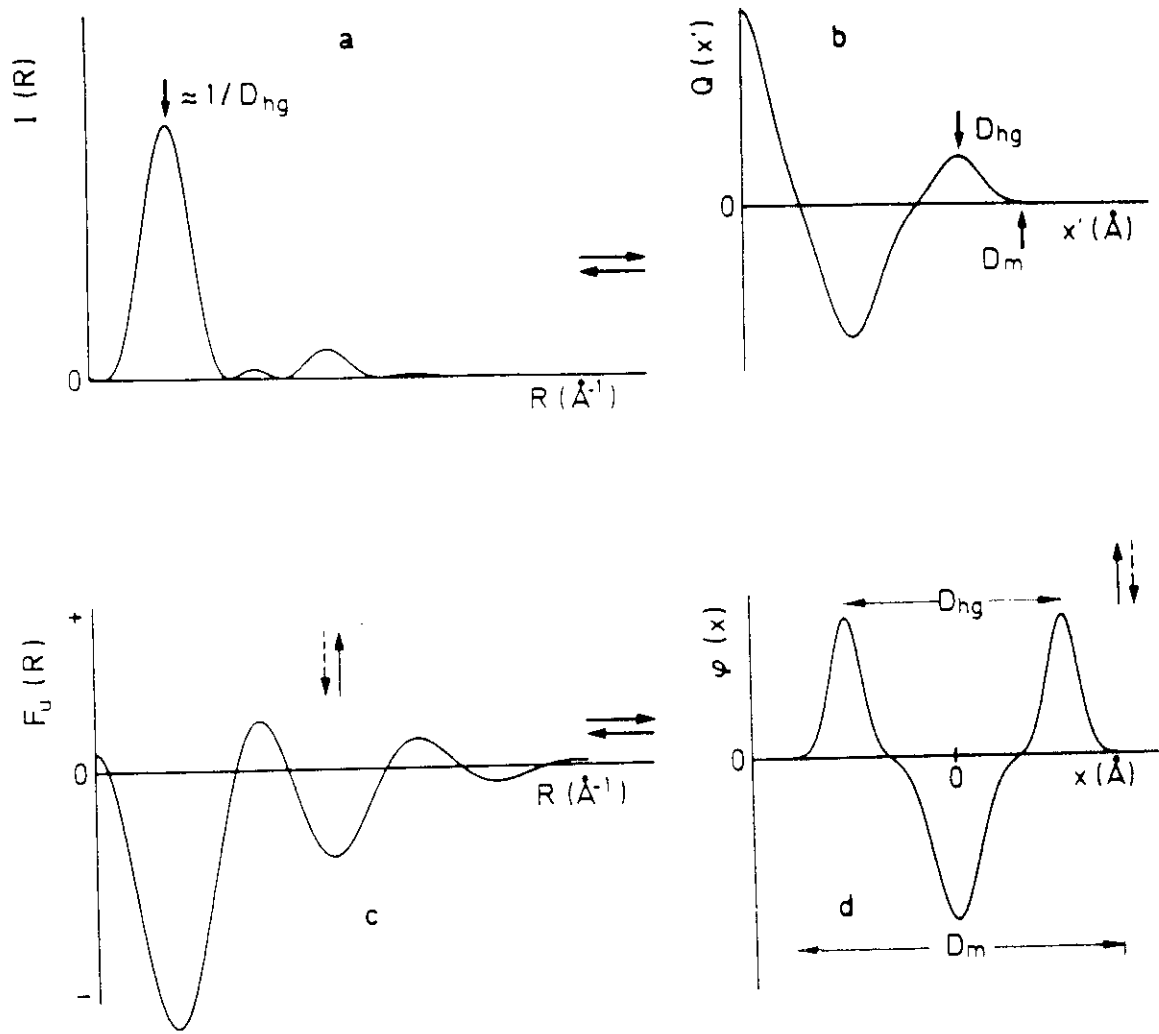 a
I (R)
≈ 1/D_hg
0
R (Å⁻¹)
b
Q (x')
D_hg
0
x' (Å)
D_m
c
F_u (R)
+
0
−
R (Å⁻¹)
d
φ (x)
D_hg
0
0
x (Å)
D_m